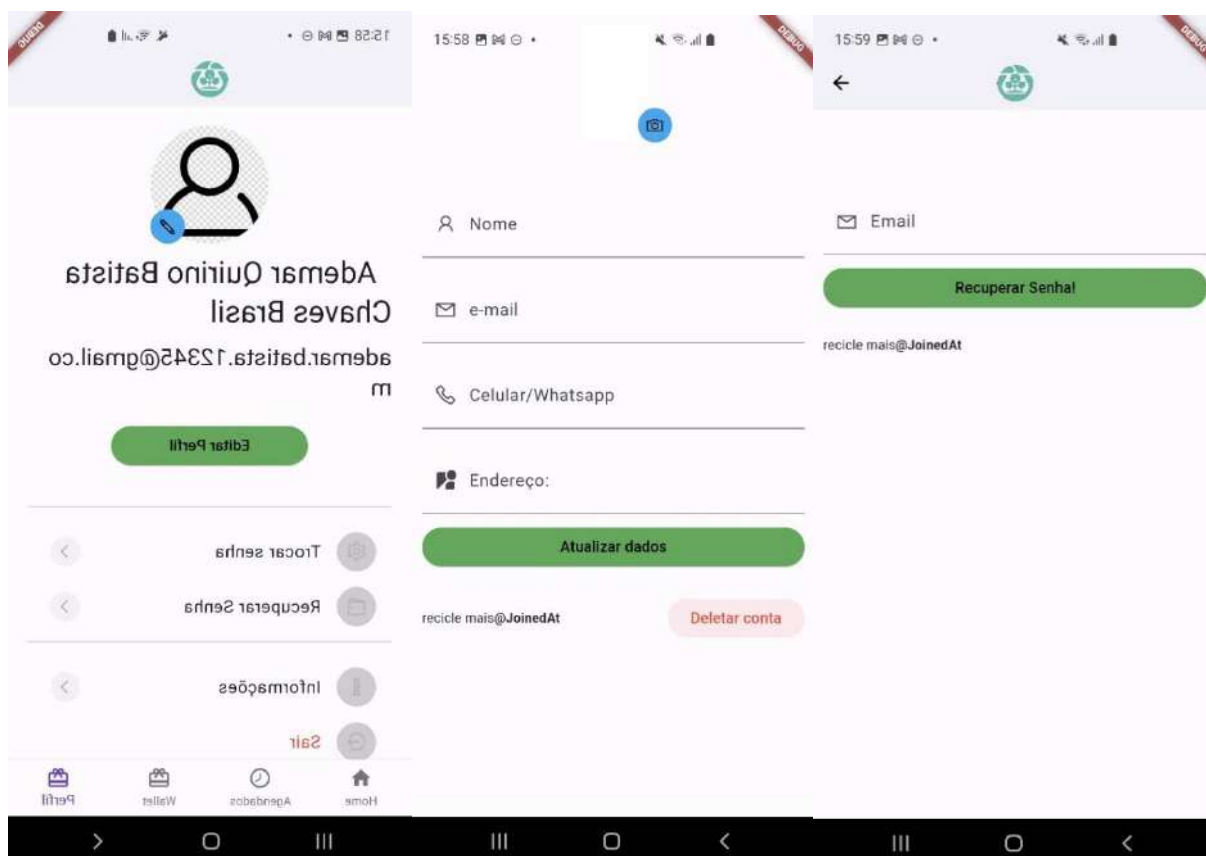 DEBUG
15:58
Ademar Quirino Batista
Chaves Brasil
ademar.batista.12345@gmail.co
m
Editar Perfil
Trocar senha
Recuperar Senha
Informações
Sair
Home
Agendados
Wallet
Perfil
DEBUG
15:58
Nome
e-mail
Celular/Whatsapp
Endereço:
Atualizar dados
recicle mais@JoinedAt
Deletar conta
DEBUG
15:59
Email
Recuperar Senha!
recicle mais@JoinedAt